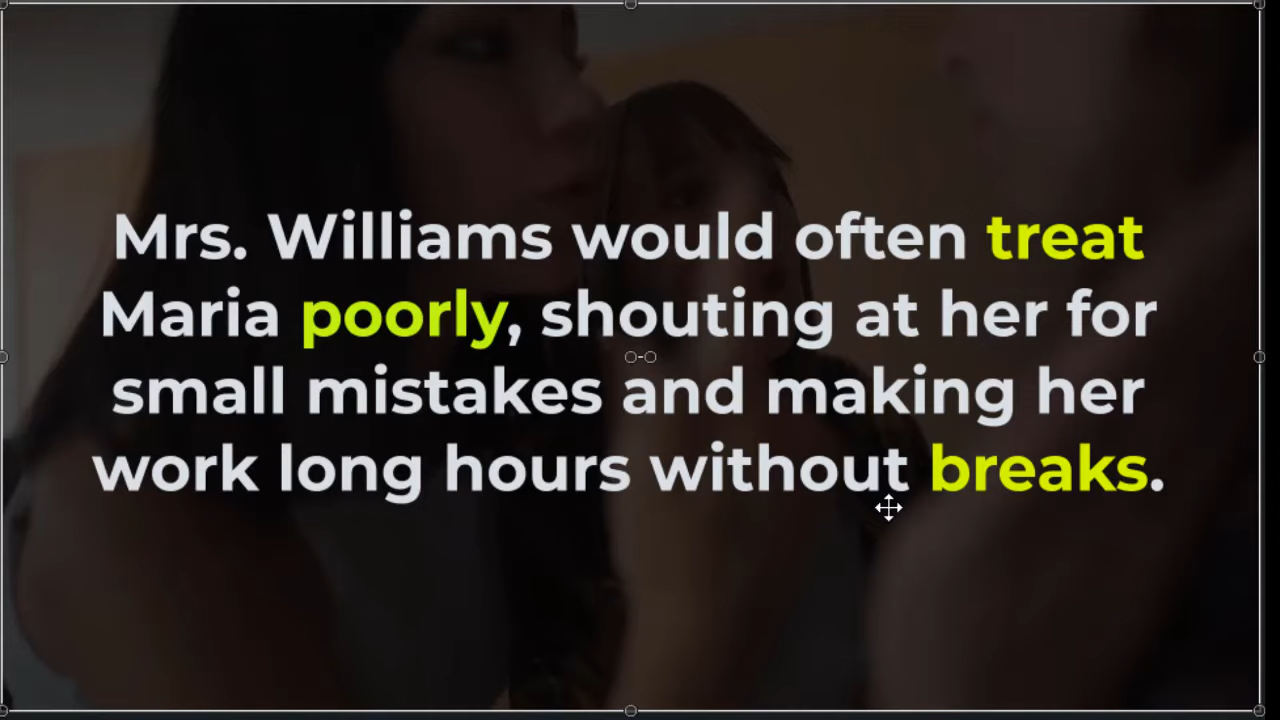 Mrs. Williams would often treat
Maria poorly, shouting at her for
small mistakes and making her
work long hours without breaks.